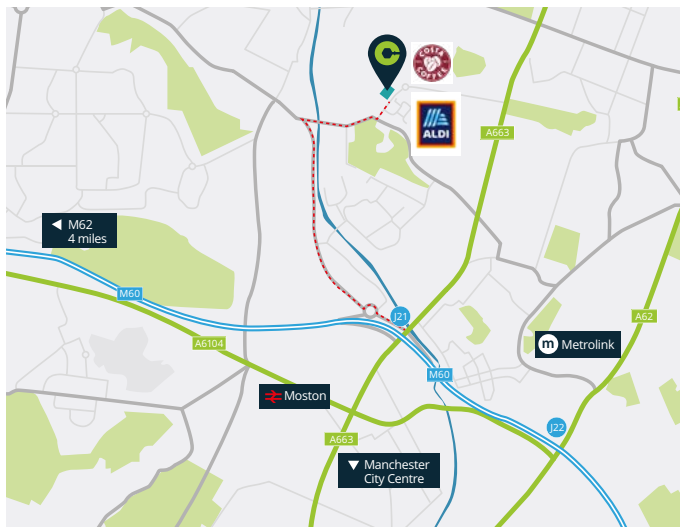 COSTA
COFFEE
ALDI
A663
M62
4 miles
M60
J21
A62
A6104
m Metrolink
M60
Moston
J22
A663
Manchester
City Centre